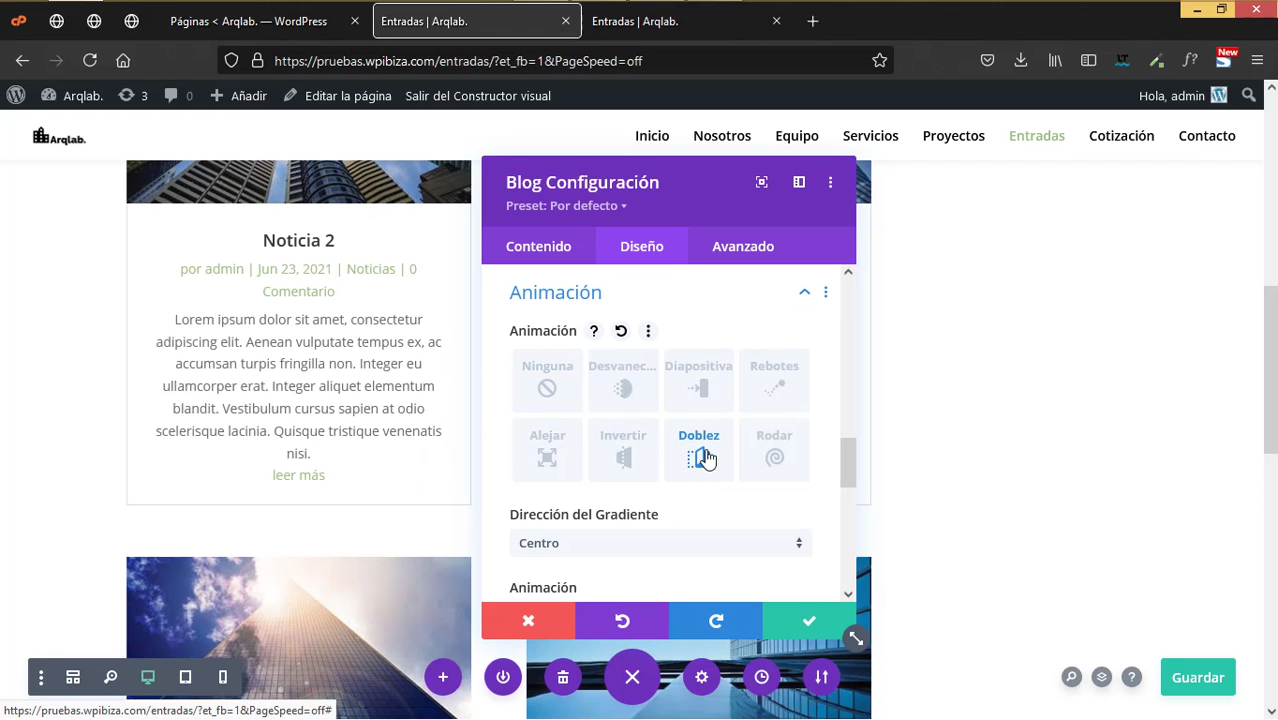 Páginas < Arqlab. — WordPress
Entradas | Arqlab.
Entradas | Arqlab.
https://pruebas.wpibiza.com/entradas/?et_fb=1&PageSpeed=off
New
Arqlab.
3
0
Añadir
Editar la página
Salir del Constructor visual
Hola, admin
Arqlab.
Inicio
Nosotros
Equipo
Servicios
Proyectos
Entradas
Cotización
Contacto
Noticia 2
por admin | Jun 23, 2021 | Noticias | 0
Comentario
Lorem ipsum dolor sit amet, consectetur
adipiscing elit. Aenean vulputate tempus ex, ac
accumsan turpis fringilla non. Integer eu
ullamcorper erat. Integer aliquet elementum
blandit. Vestibulum cursus sapien at odio
scelerisque lacinia. Quisque tristique venenatis
nisi.
leer más
Blog Configuración
Preset: Por defecto
Contenido
Diseño
Avanzado
Animación
Animación
Ninguna
Desvanec...
Diapositiva
Rebotes
Alejar
Invertir
Doblez
Rodar
Dirección del Gradiente
Centro
Animación
Guardar
https://pruebas.wpibiza.com/entradas/?et_fb=1&PageSpeed=off#